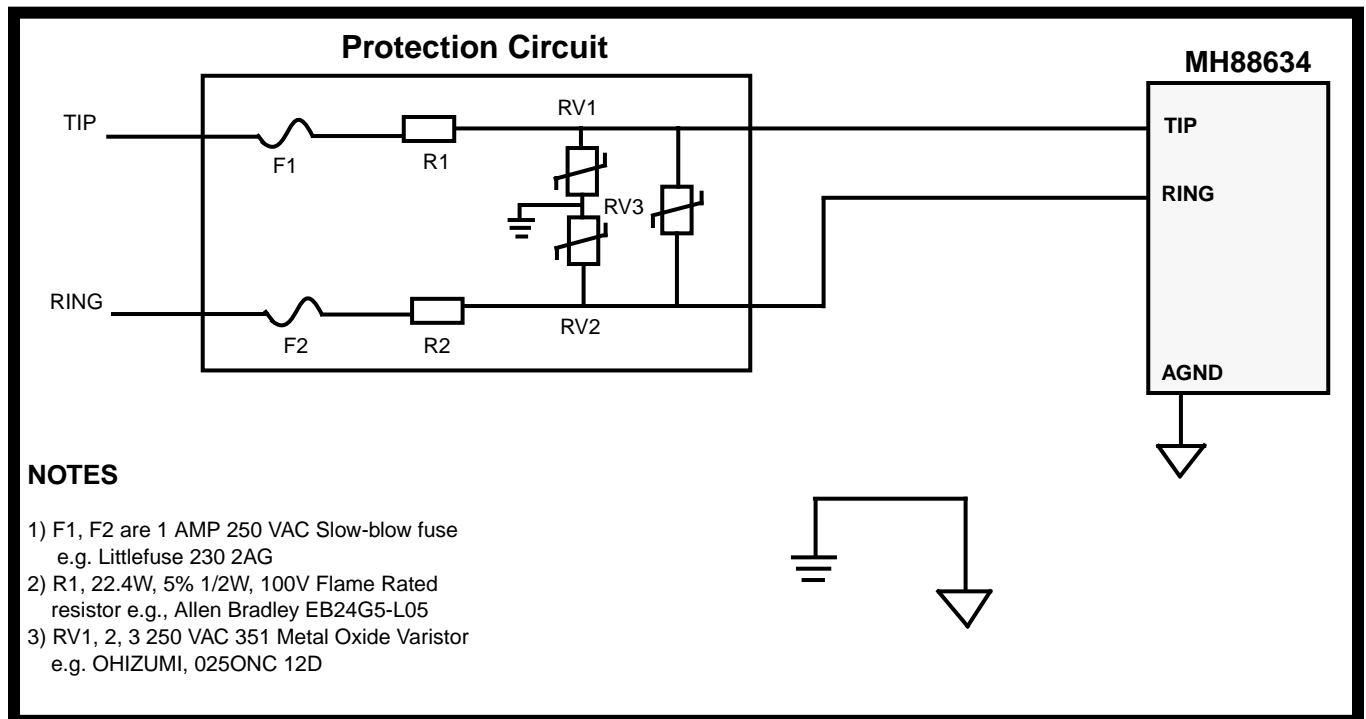 Protection Circuit
MH88634
TIP
F1
R1
RV1
RV3
TIP
RING
RING
F2
R2
RV2
AGND
NOTES
1) F1, F2 are 1 AMP 250 VAC Slow-blow fuse
e.g. Littlefuse 230 2AG
2) R1, 22.4W, 5% 1/2W, 100V Flame Rated
resistor e.g., Allen Bradley EB24G5-L05
3) RV1, 2, 3 250 VAC 351 Metal Oxide Varistor
e.g. OHIZUMI, 025ONC 12D